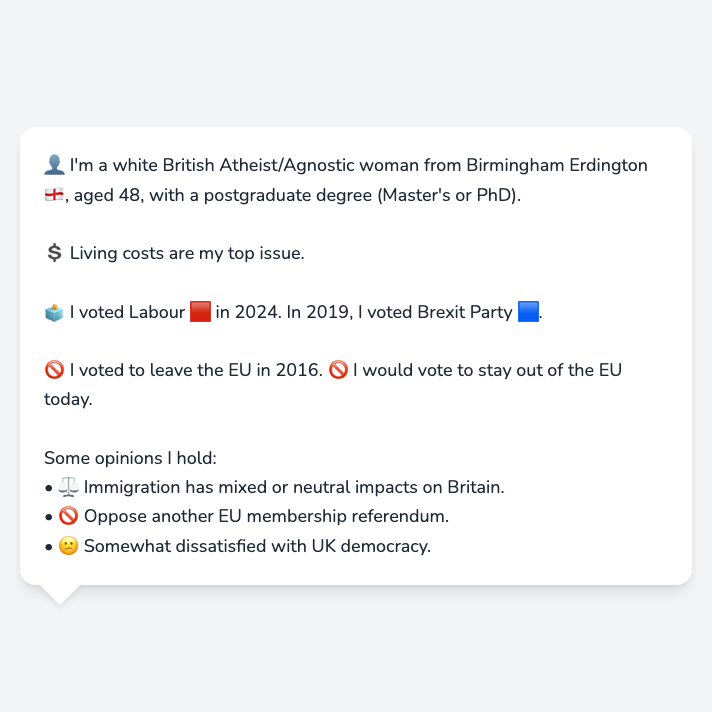 👤 I'm a white British Atheist/Agnostic woman from Birmingham Erdington
🏴󠁧󠁢󠁥󠁮󠁧󠁿, aged 48, with a postgraduate degree (Master's or PhD).
💲 Living costs are my top issue.
🗳️ I voted Labour 🟥 in 2024. In 2019, I voted Brexit Party 🟦.
🚫 I voted to leave the EU in 2016. 🚫 I would vote to stay out of the EU
today.
Some opinions I hold:
• ⚖️ Immigration has mixed or neutral impacts on Britain.
• 🚫 Oppose another EU membership referendum.
• 😕 Somewhat dissatisfied with UK democracy.